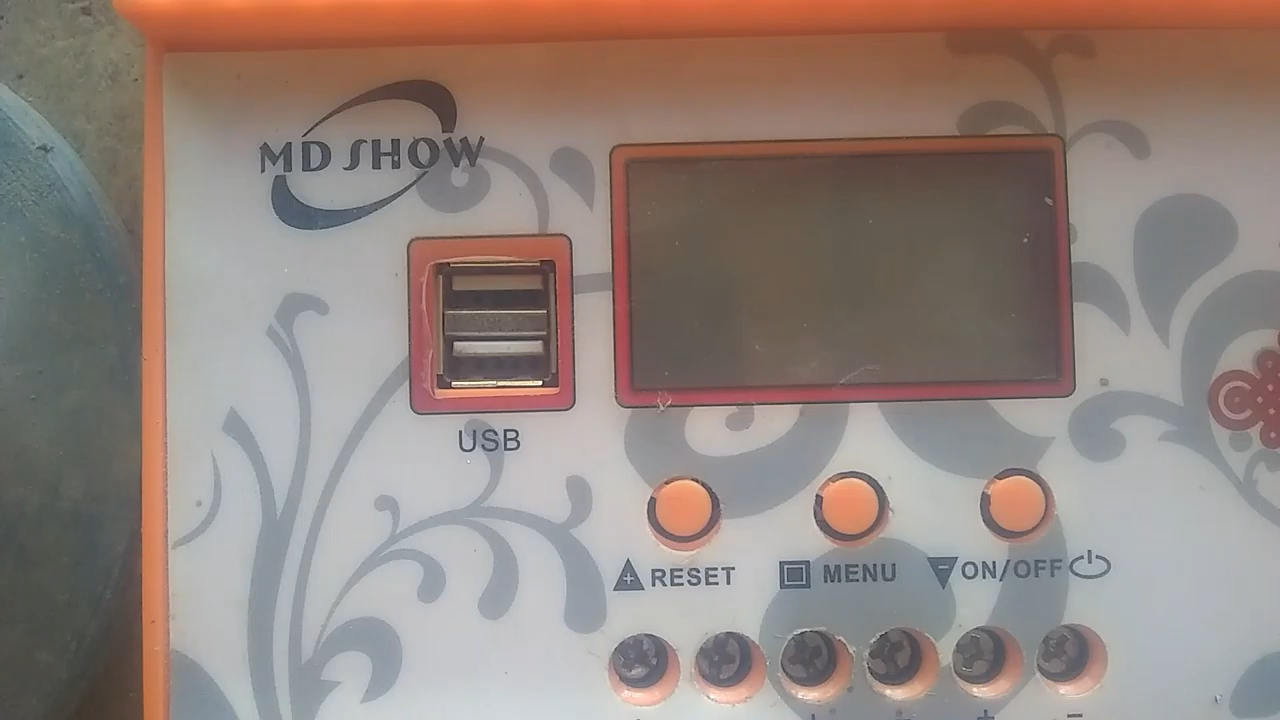 MD SHOW
USB
+ RESET
MENU
- ON/OFF